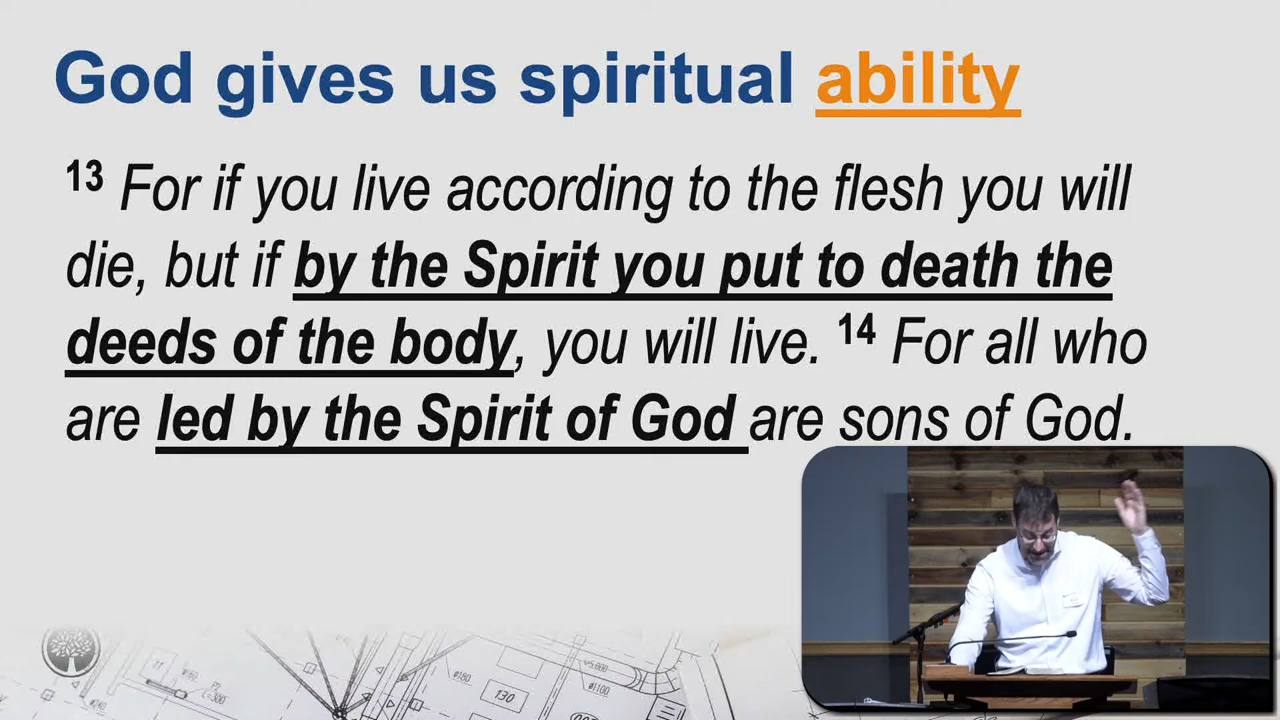 God gives us spiritual ability
13 For if you live according to the flesh you will
die, but if by the Spirit you put to death the
deeds of the body, you will live. 14 For all who
are led by the Spirit of God are sons of God.
130